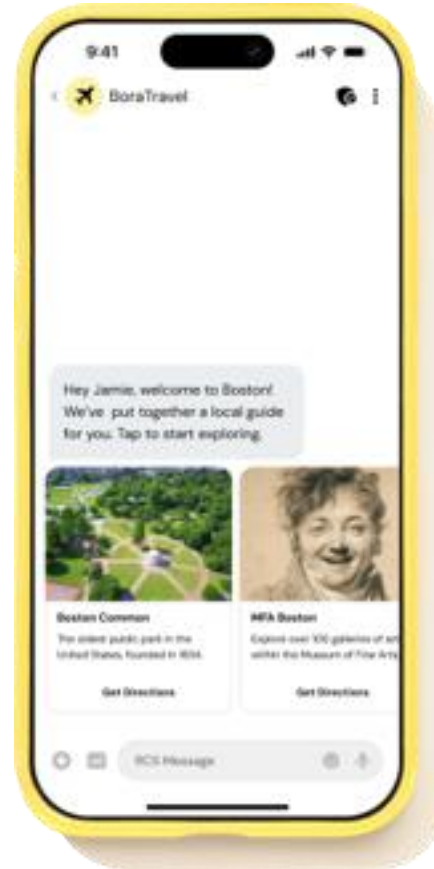 9:41
BoraTravel
Hey Jamie, welcome to Boston!
We've put together a local guide
for you. Tap to start exploring.
Boston Common
The oldest public park in the
United States, founded in 1634.
Get Directions
MFA Boston
Explore over 100 galleries of art
within the Museum of Fine Arts
Get Directions
RCS Message